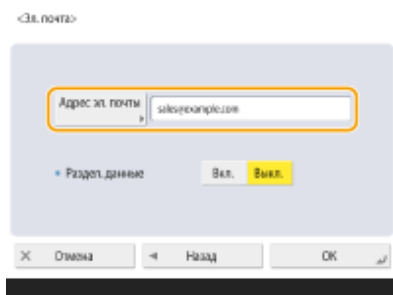 <Эл. почта>
Адрес эл. почты sales@example.com
Раздел. данные Вкл. Выкл.
Отмена Назад OK